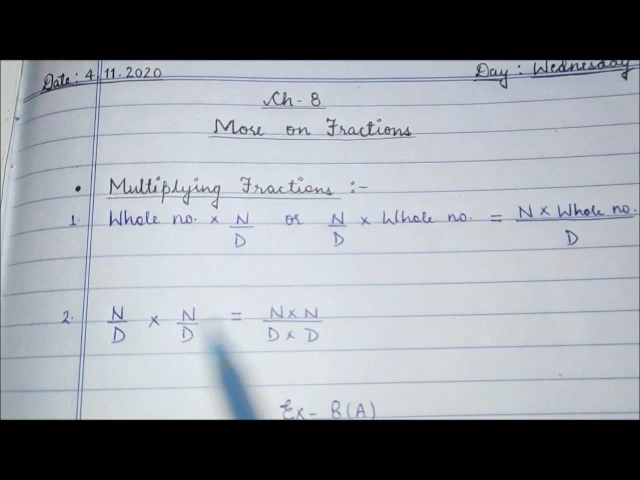 Date: 4.11.2020 Day: Wednesday
Ch-8
More on Fractions
• Multiplying Fractions :-
1. Whole no. × N/D or N/D × Whole no. = N × Whole no./D
2. N/D × N/D = N×N/D×D
Ex- 8(A)